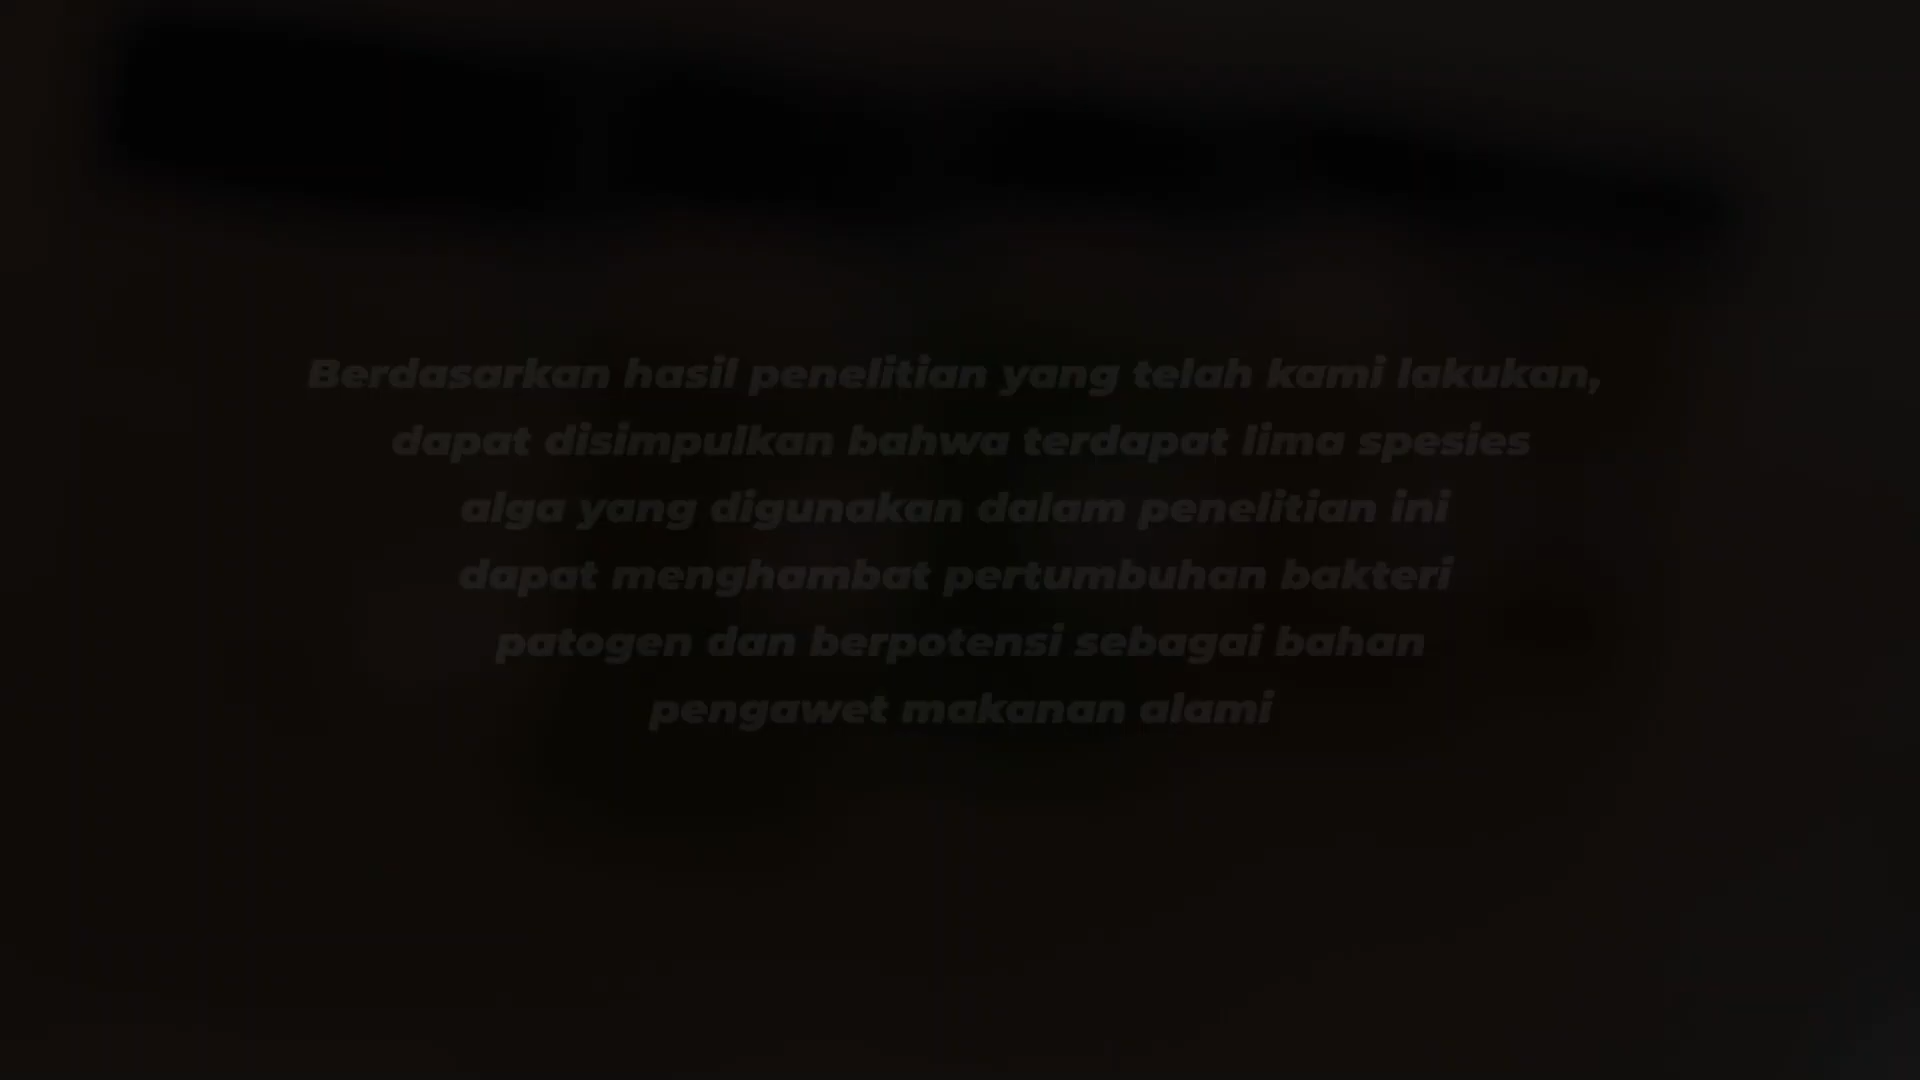 Berdasarkan hasil penelitian yang telah kami lakukan,
dapat disimpulkan bahwa terdapat lima spesies
alga yang digunakan dalam penelitian ini
dapat menghambat pertumbuhan bakteri
patogen dan berpotensi sebagai bahan
pengawet makanan alami